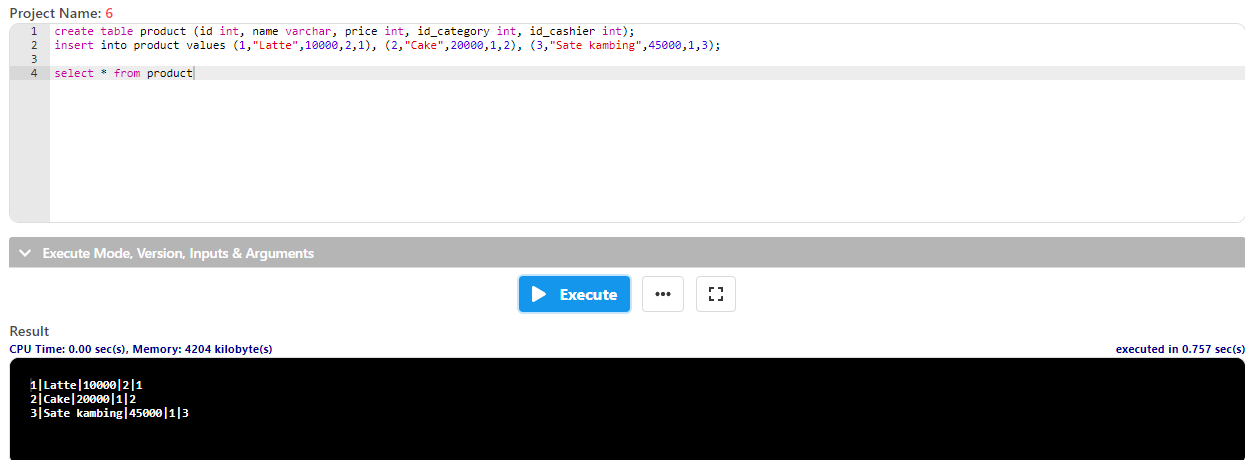 Project Name: 6
1 create table product (id int, name varchar, price int, id_category int, id_cashier int);
2 insert into product values (1,"Latte",10000,2,1), (2,"Cake",20000,1,2), (3,"Sate kambing",45000,1,3);
3
4 select * from product
Execute Mode, Version, Inputs & Arguments
Execute •••
Result
CPU Time: 0.00 sec(s), Memory: 4204 kilobyte(s) executed in 0.757 sec(s)
1|Latte|10000|2|1
2|Cake|20000|1|2
3|Sate kambing|45000|1|3